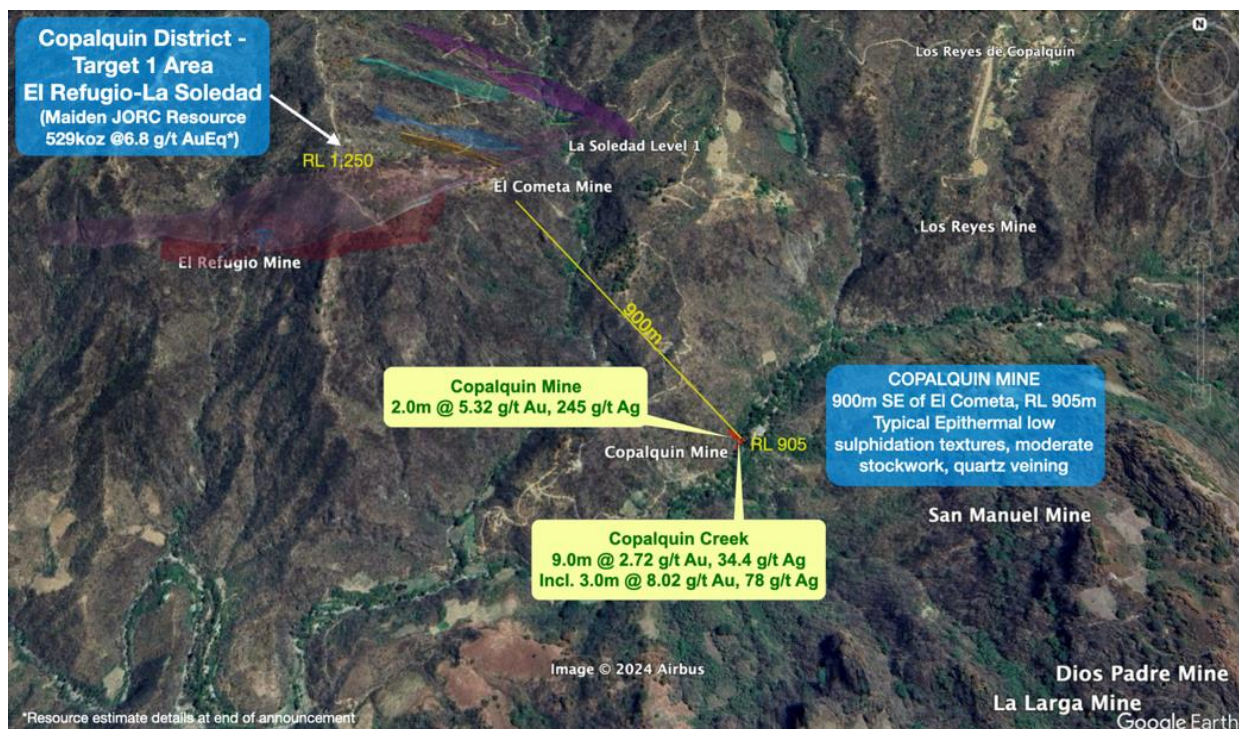 Copalquin District -
Target 1 Area
El Refugio-La Soledad
(Maiden JORC Resource
529koz @6.8 g/t AuEq*)
N
Los Reyes de Copalquín
RL 1,250
La Soledad Level 1
El Cometa Mine
Los Reyes Mine
El Refugio Mine
900m
Copalquin Mine
2.0m @ 5.32 g/t Au, 245 g/t Ag
COPALQUIN MINE
900m SE of El Cometa, RL 905m
Typical Epithermal low
sulphidation textures, moderate
stockwork, quartz veining
Copalquin Mine
RL 905
San Manuel Mine
Copalquin Creek
9.0m @ 2.72 g/t Au, 34.4 g/t Ag
Incl. 3.0m @ 8.02 g/t Au, 78 g/t Ag
Image © 2024 Airbus
Dios Padre Mine
La Larga Mine
*Resource estimate details at end of announcement
Google Earth